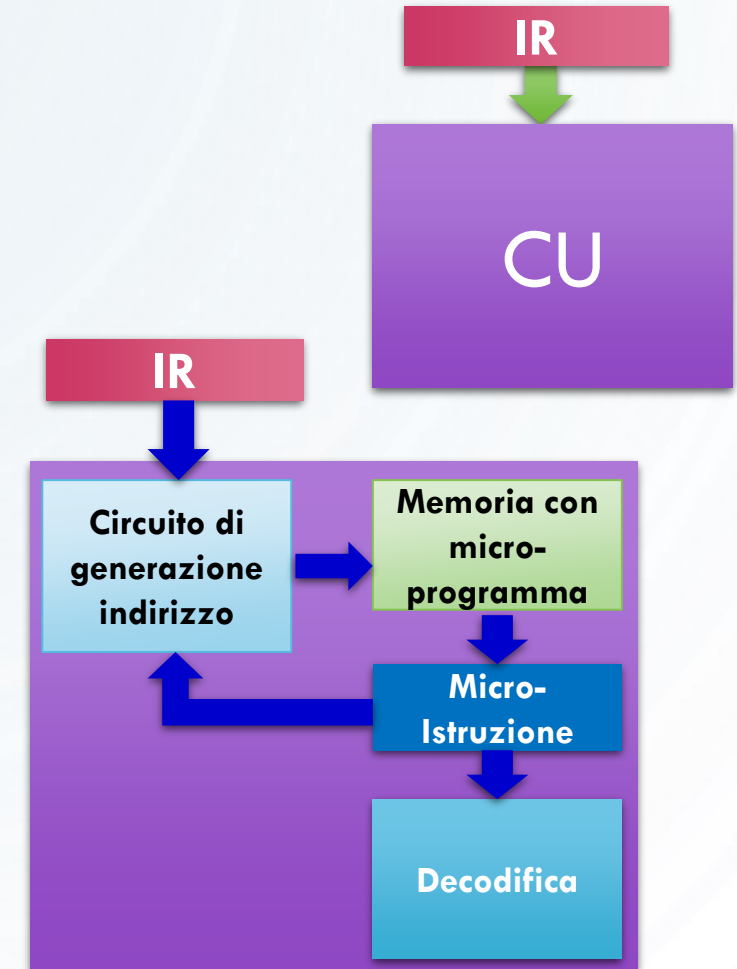 IR
CU
IR
Circuito di
generazione
indirizzo
Memoria con
micro-
programma
Micro-
Istruzione
Decodifica